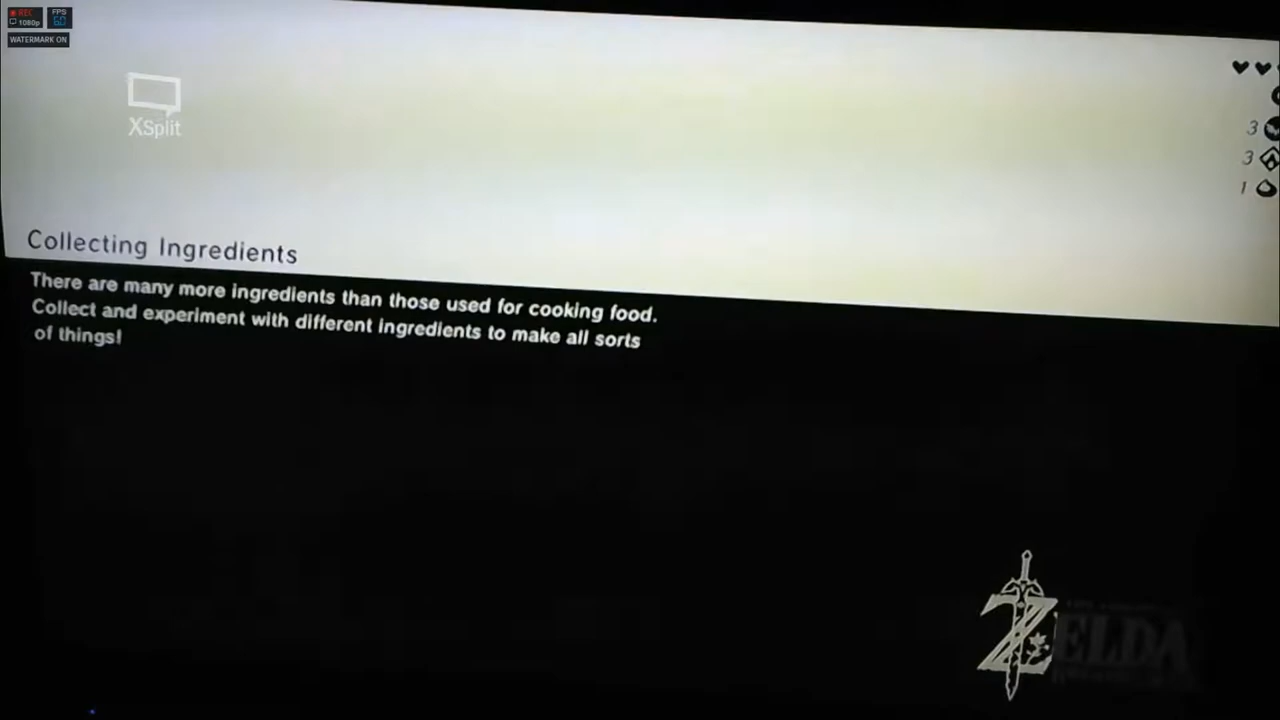 REC
1080p
FPS
60
WATERMARK ON
XSplit
3
3
1
Collecting Ingredients
There are many more ingredients than those used for cooking food.
Collect and experiment with different ingredients to make all sorts
of things!
ZELDA